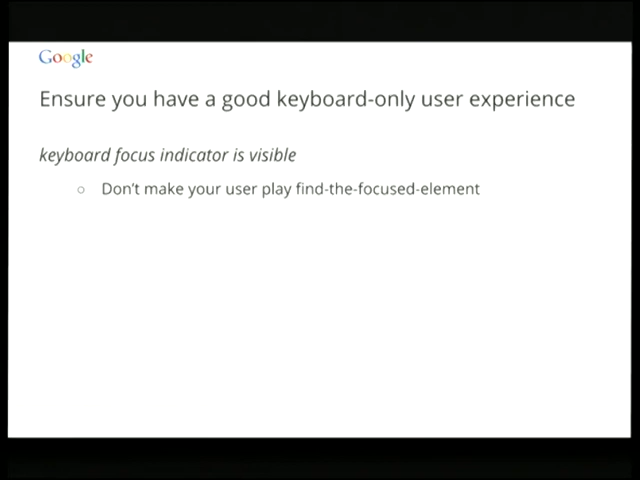 Google
Ensure you have a good keyboard-only user experience
keyboard focus indicator is visible
○ Don't make your user play find-the-focused-element